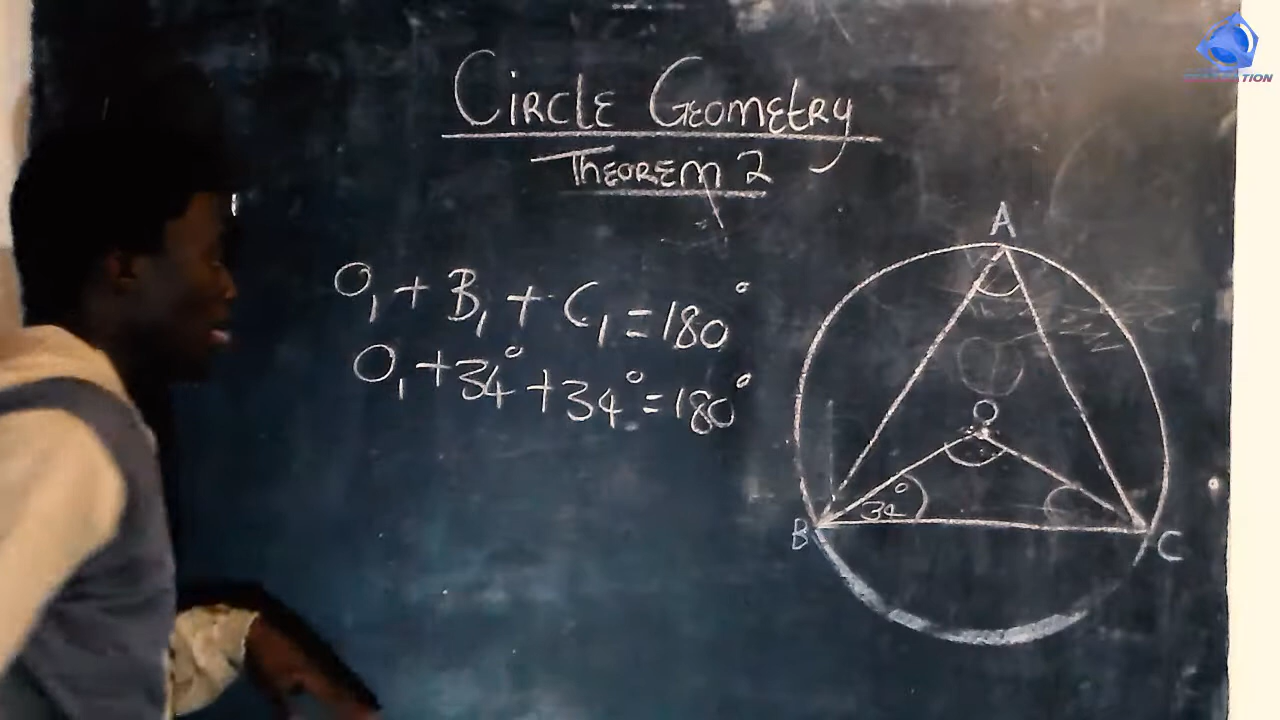 CIRCLE GEOMETRY
THEOREM 2
O₁ + B₁ + C₁ = 180°
O₁ + 34° + 34° = 180°
A
O
34°
B
C